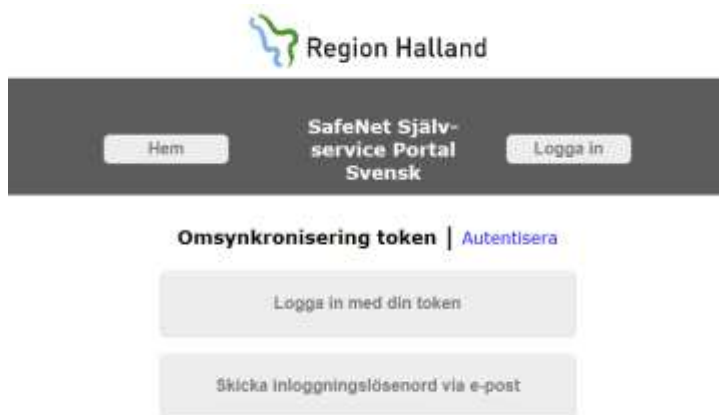 Region Halland
Hem
SafeNet Själv-
service Portal
Svensk
Logga in
Omsynkronisering token | Autentisera
Logga in med din token
Skicka inloggningslösenord via e-post